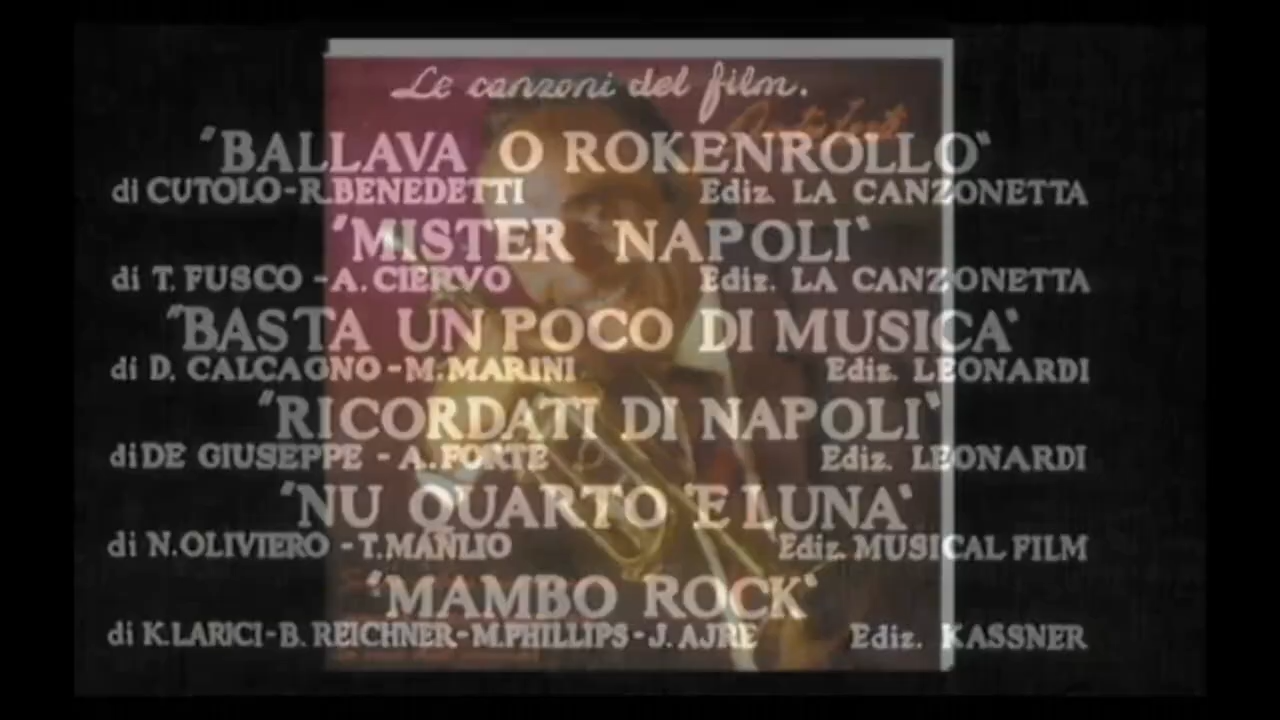 Le canzoni del film.
"BALLAVA O ROKENROLLO"
di CUTOLO-R.BENEDETTI Ediz. LA CANZONETTA
"MISTER NAPOLI"
di T. FUSCO - A. CIERVO Ediz. LA CANZONETTA
"BASTA UN POCO DI MUSICA"
di D. CALCAGNO - M. MARINI Ediz. LEONARDI
"RICORDATI DI NAPOLI"
di DE GIUSEPPE - A. FORTE Ediz. LEONARDI
"NU QUARTO 'E LUNA"
di N. OLIVIERO - T. MANLIO Ediz. MUSICAL FILM
"MAMBO ROCK"
di K. LARICI - B. REICHNER - M. PHILLIPS - J. AJRE Ediz. KASSNER